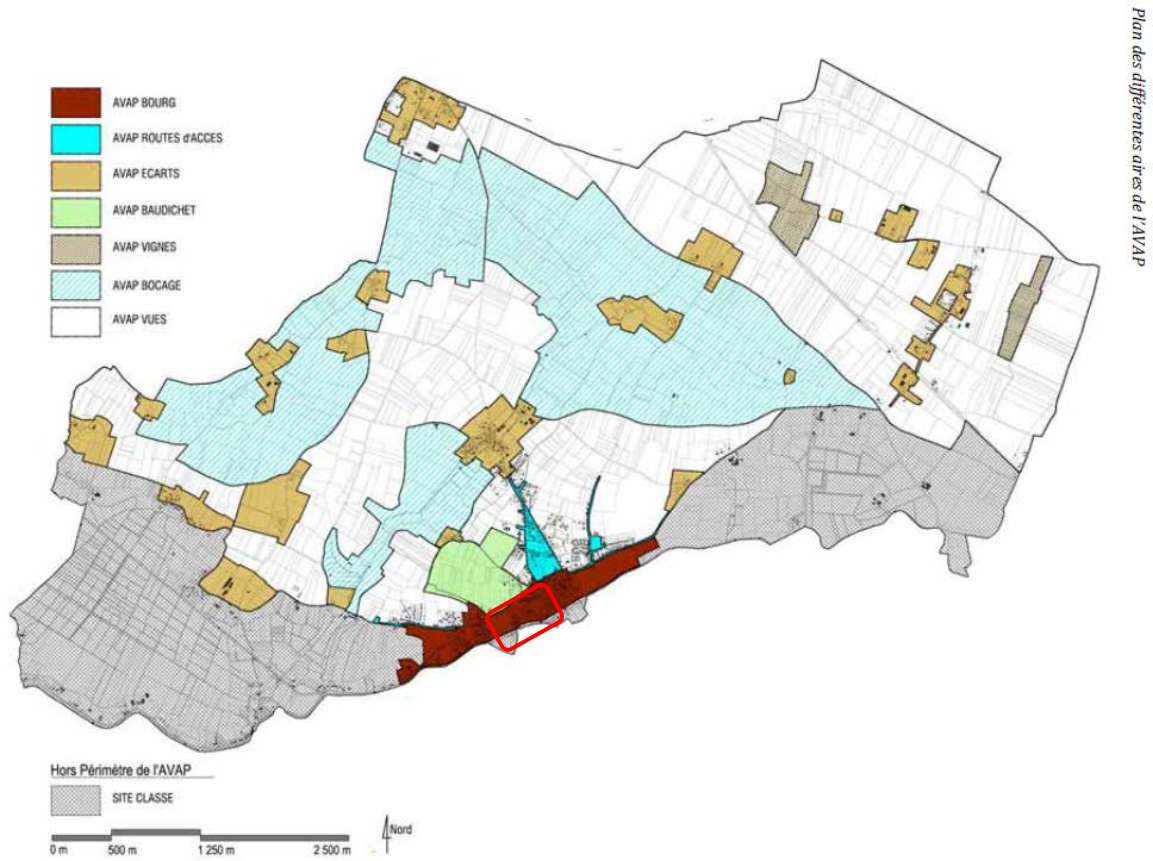 Plan des différentes aires de l'AVAP
AVAP BOURG
AVAP ROUTES d'ACCES
AVAP ECARTS
AVAP BAUDICHET
AVAP VIGNES
AVAP BOCAGE
AVAP VUES
Hors Périmètre de l'AVAP
SITE CLASSE
Nord
0 m 500 m 1 250 m 2 500 m